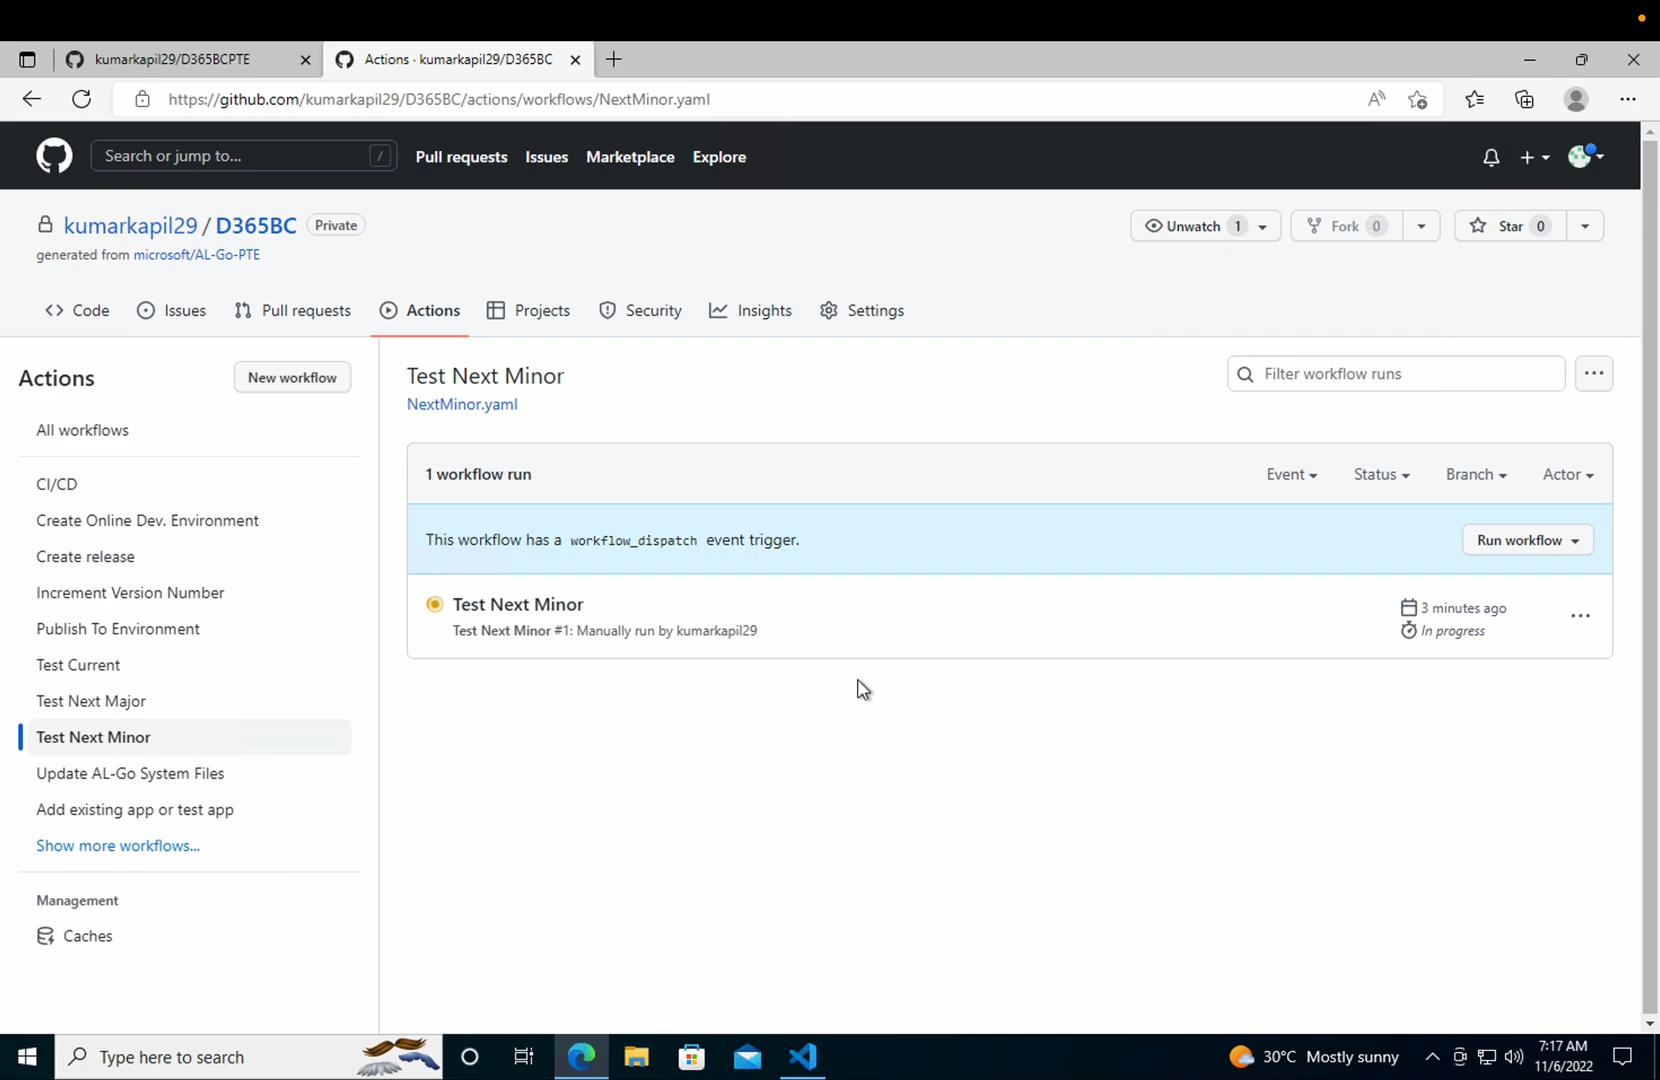 kumarkapil29/D365BCPTE
Actions · kumarkapil29/D365BC
https://github.com/kumarkapil29/D365BC/actions/workflows/NextMinor.yaml
Search or jump to... /
Pull requests Issues Marketplace Explore
kumarkapil29 / D365BC Private
Unwatch 1 Fork 0 Star 0
generated from microsoft/AL-Go-PTE
Code Issues Pull requests Actions Projects Security Insights Settings
Actions
New workflow
All workflows
CI/CD
Create Online Dev. Environment
Create release
Increment Version Number
Publish To Environment
Test Current
Test Next Major
Test Next Minor
Update AL-Go System Files
Add existing app or test app
Show more workflows...
Management
Caches
Test Next Minor
NextMinor.yaml
Filter workflow runs
1 workflow run
Event Status Branch Actor
This workflow has a workflow_dispatch event trigger.
Run workflow
Test Next Minor
Test Next Minor #1: Manually run by kumarkapil29
3 minutes ago
In progress
Type here to search
30°C Mostly sunny
7:17 AM
11/6/2022